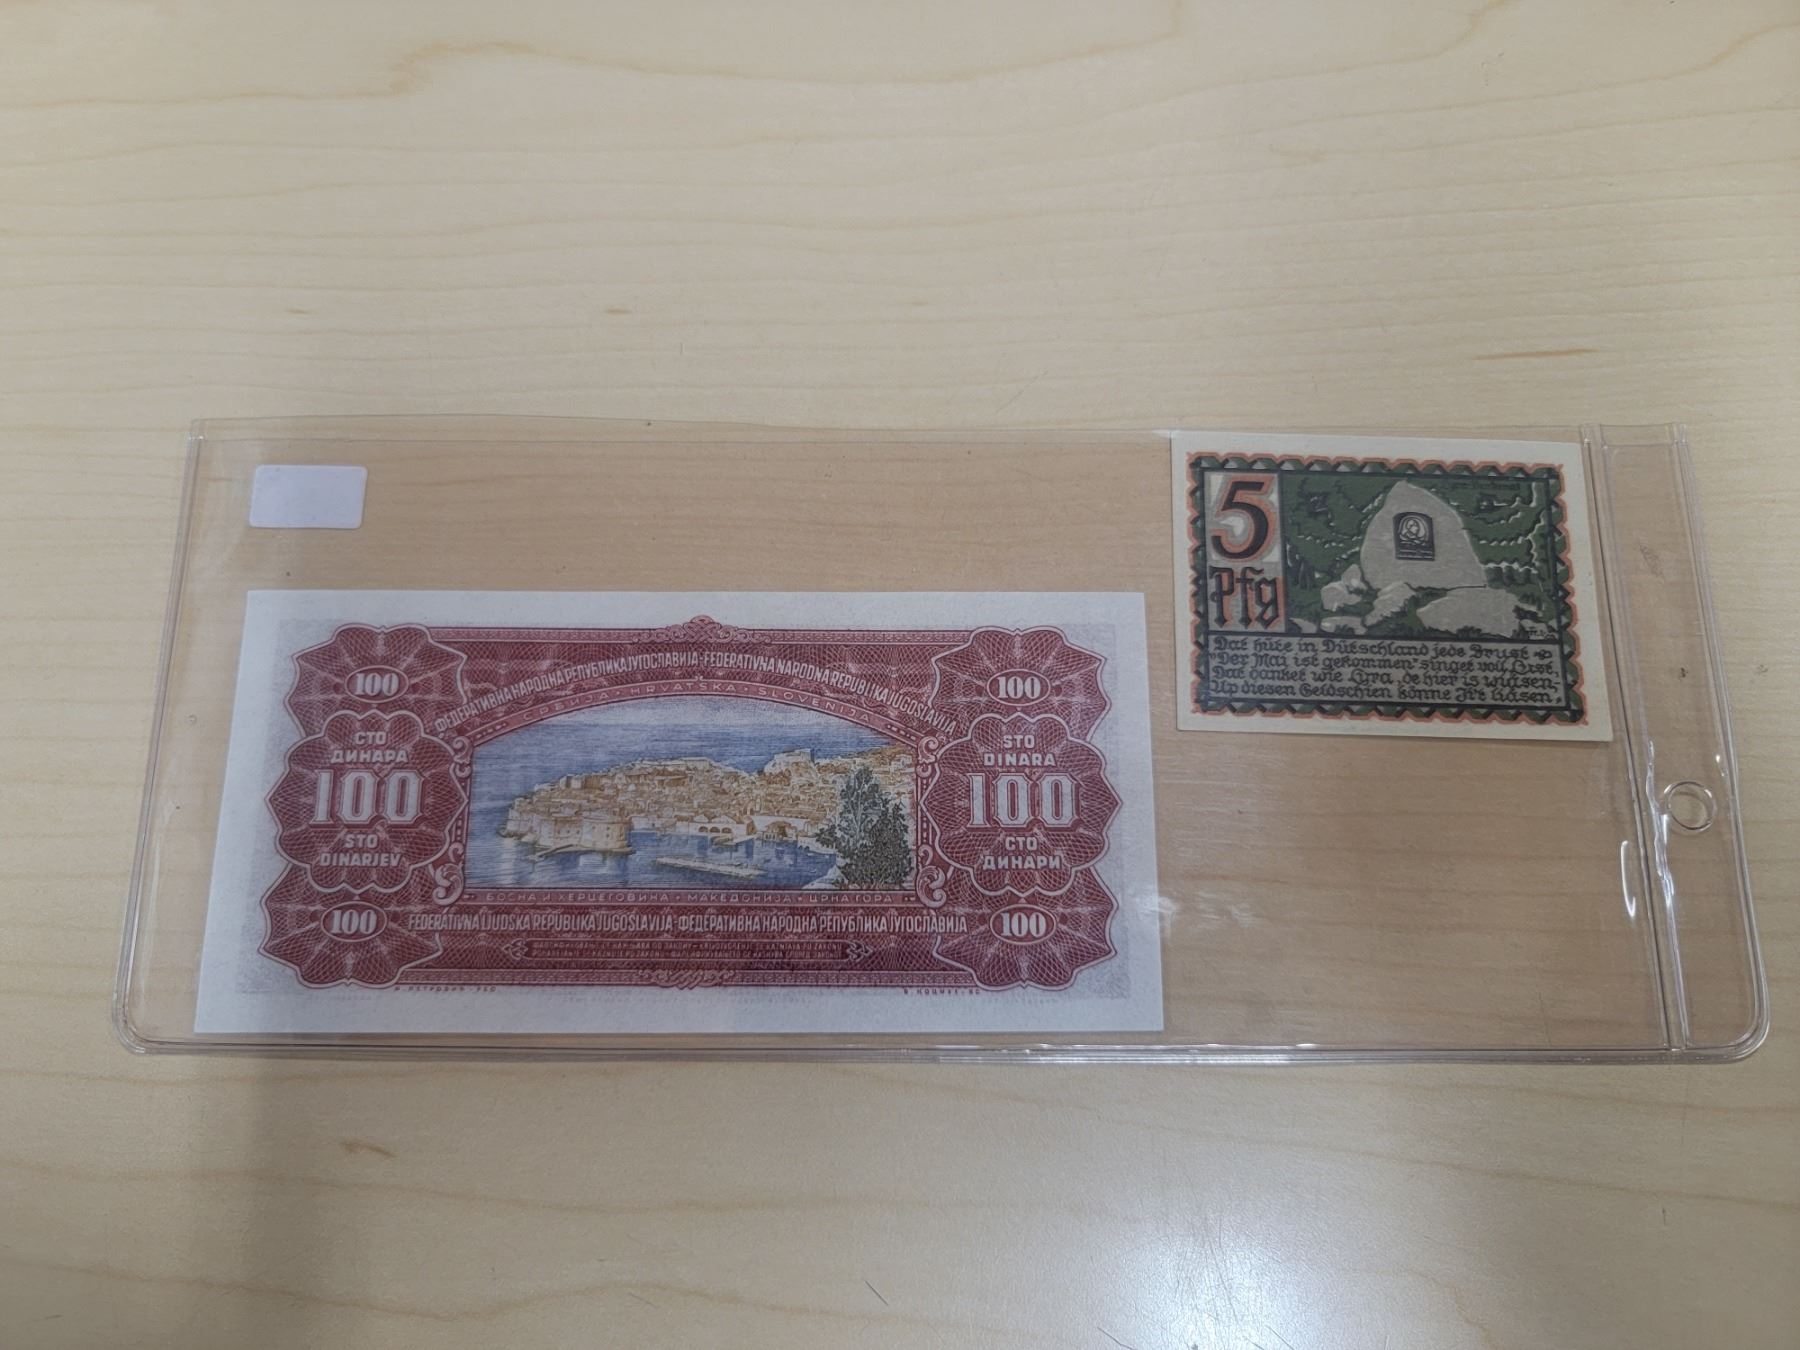 100
100
ФЕДЕРАТИВНА НАРОДНА РЕПУБЛИКА ЈУГОСЛАВИЈА-FEDERATIVNA NARODNA REPUBLIKA JUGOSLAVIJA
СРБИЈА • HRVATSKA • SLOVENIJA
СТО
ДИНАРА
100
STO
DINARJEV
STO
DINARA
100
СТО
ДИНАРИ
БОСНА И ХЕРЦЕГОВИНА • МАКЕДОНИЈА • ЦРНА ГОРА
100
FEDERATIVNA LJUDSKA REPUBLIKA JUGOSLAVIJA-ФЕДЕРАТИВНА НАРОДНА РЕПУБЛИКА ЈУГОСЛАВИЈА
100
5
Pfg
Dat hüte in Dütschland jede Brust
"Der Mai ist gekommen" singet voll Lust,
Dat danket wie Lyra, de hier is wiäsen,
Up diesen Geldschien könne Ji't liäsen.